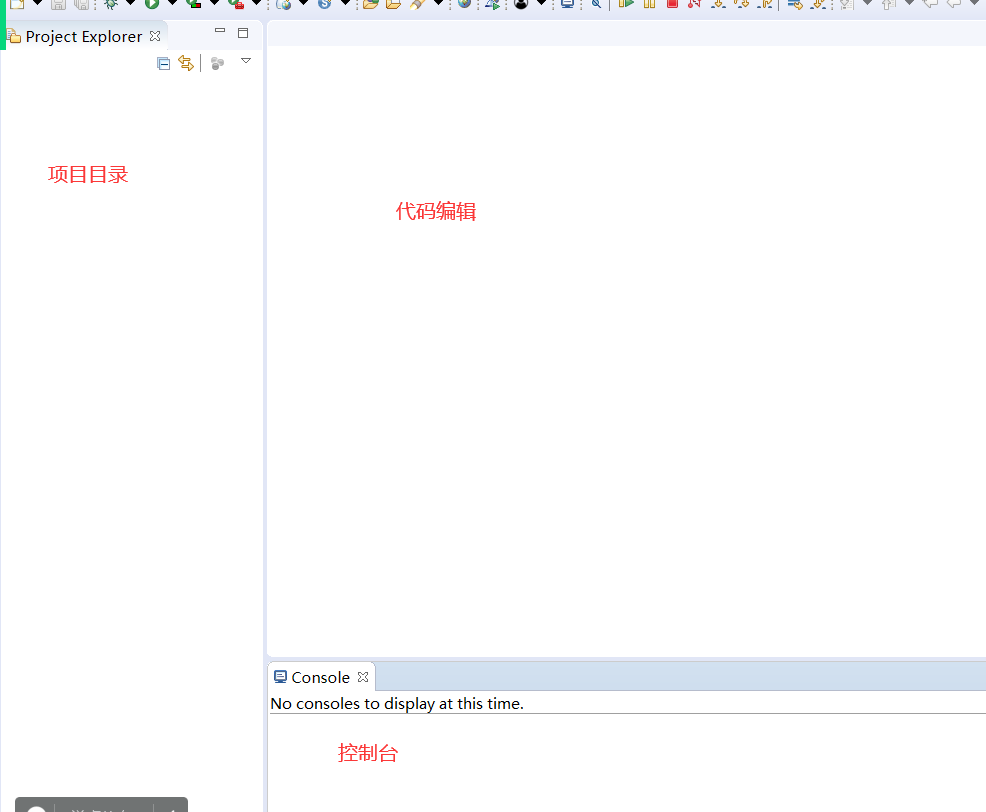 Project Explorer
项目目录
代码编辑
Console
No consoles to display at this time.
控制台